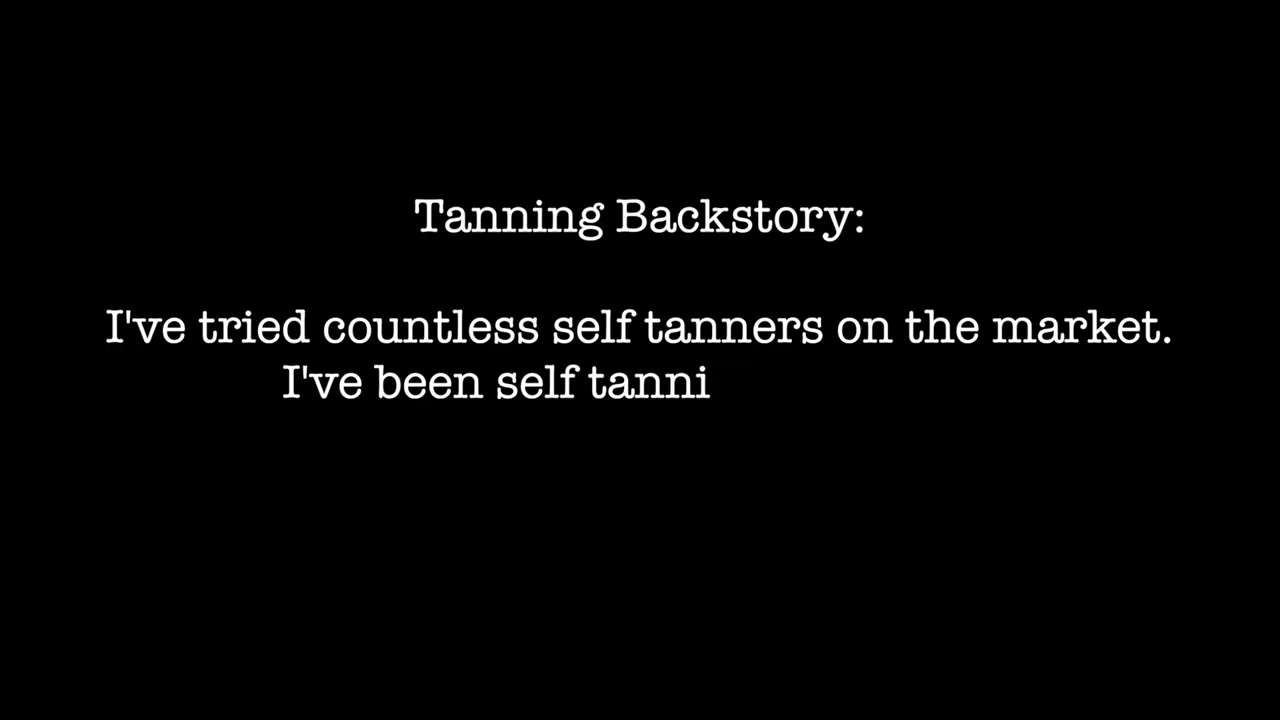 Tanning Backstory:
I've tried countless self tanners on the market.
I've been self tanni